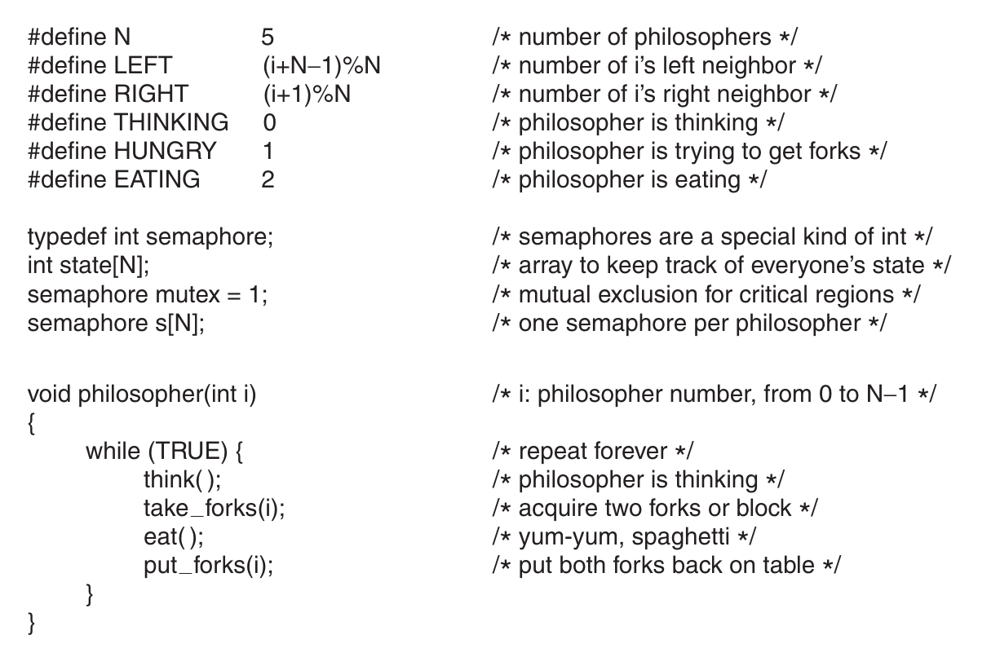 #define N 5 /* number of philosophers */
#define LEFT (i+N−1)%N /* number of i’s left neighbor */
#define RIGHT (i+1)%N /* number of i’s right neighbor */
#define THINKING 0 /* philosopher is thinking */
#define HUNGRY 1 /* philosopher is trying to get forks */
#define EATING 2 /* philosopher is eating */
typedef int semaphore; /* semaphores are a special kind of int */
int state[N]; /* array to keep track of everyone’s state */
semaphore mutex = 1; /* mutual exclusion for critical regions */
semaphore s[N]; /* one semaphore per philosopher */
void philosopher(int i) /* i: philosopher number, from 0 to N−1 */
{
while (TRUE) { /* repeat forever */
think( ); /* philosopher is thinking */
take_forks(i); /* acquire two forks or block */
eat( ); /* yum-yum, spaghetti */
put_forks(i); /* put both forks back on table */
}
}